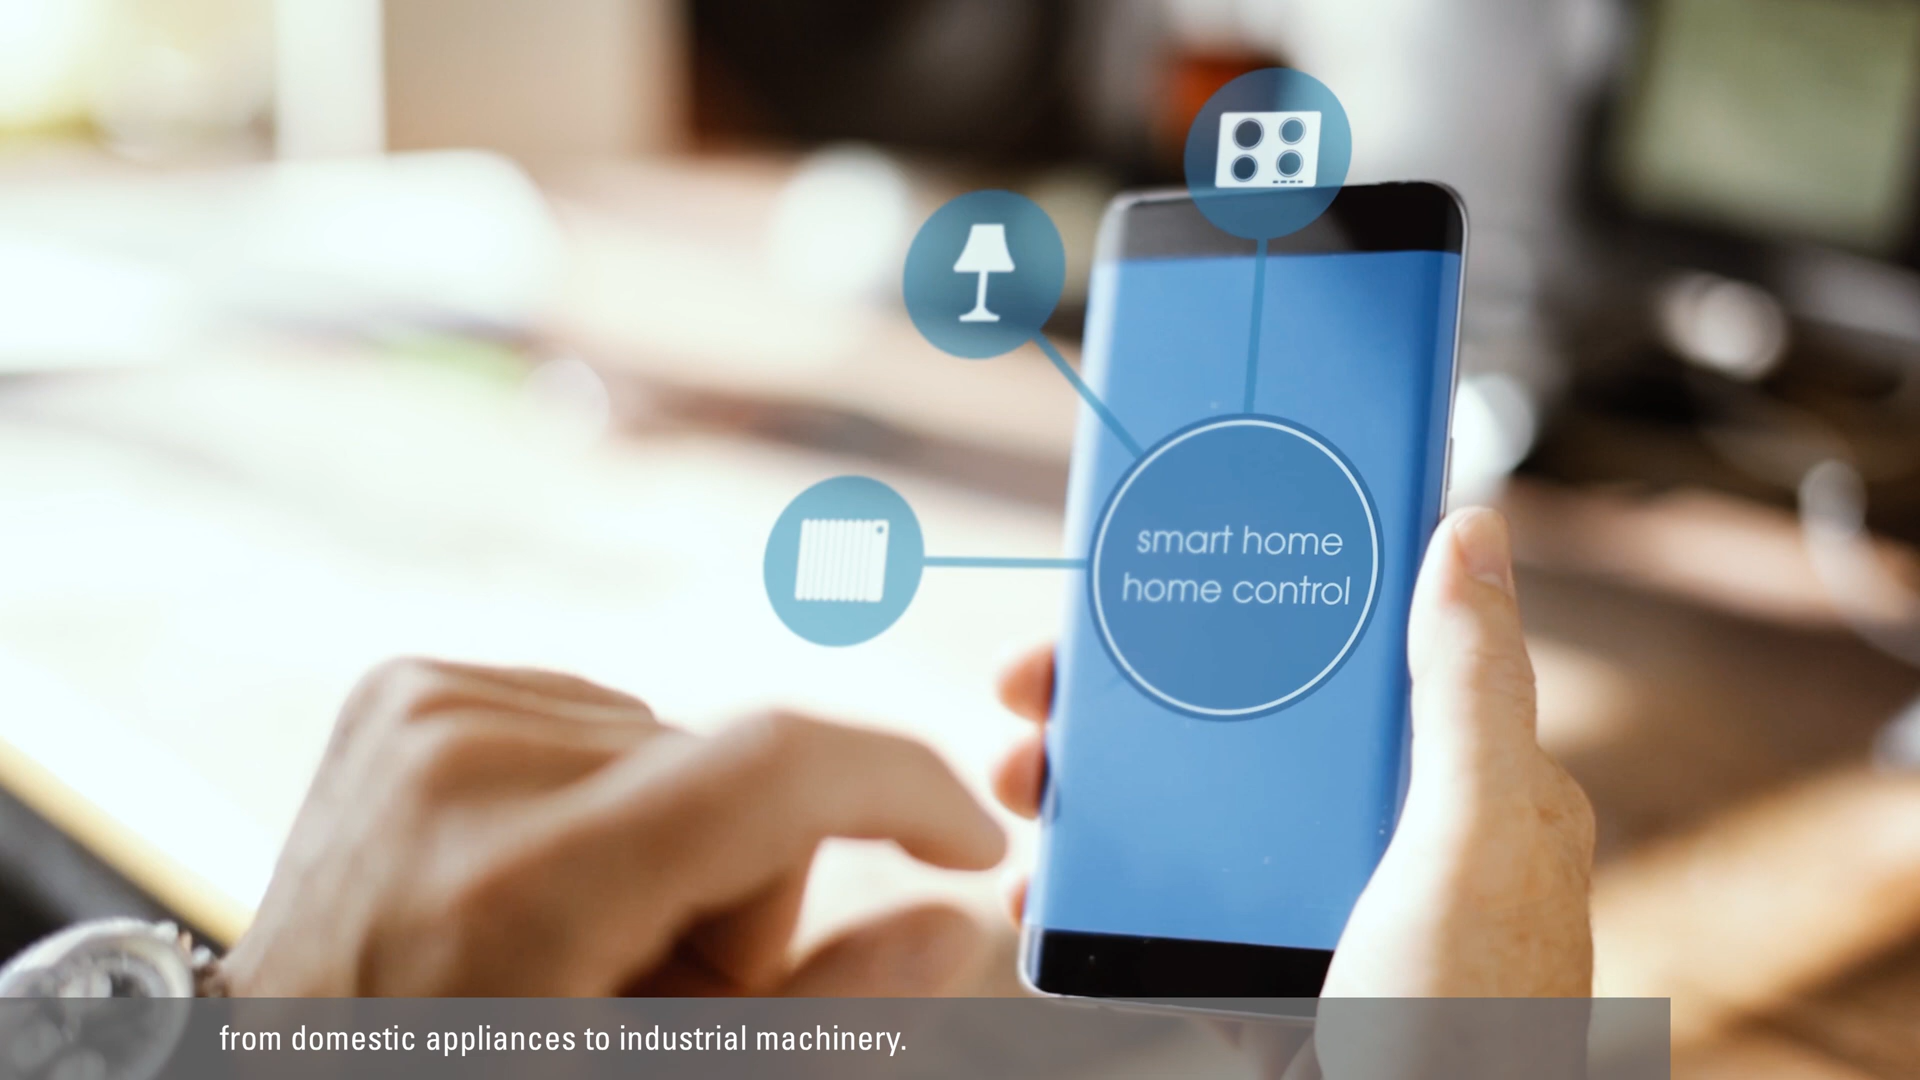 smart home
home control
from domestic appliances to industrial machinery.